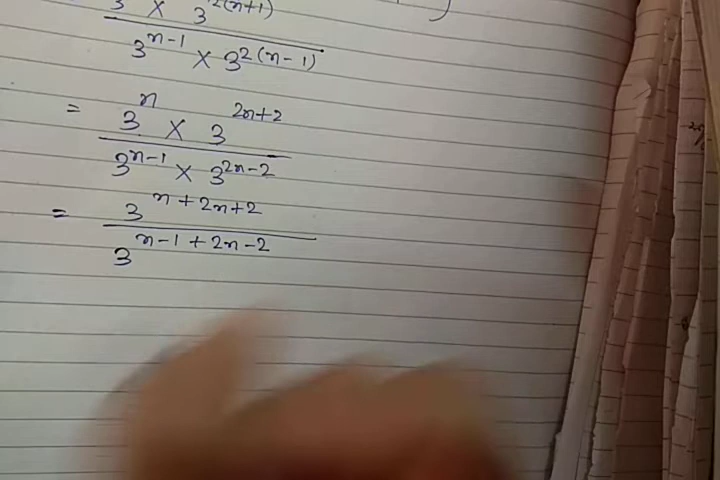 3 × 3^2(n+1)
3^n-1 × 3^2(n-1)
= 3^n × 3^2n+2
3^n-1 × 3^2n-2
= 3^n+2n+2
3^n-1+2n-2